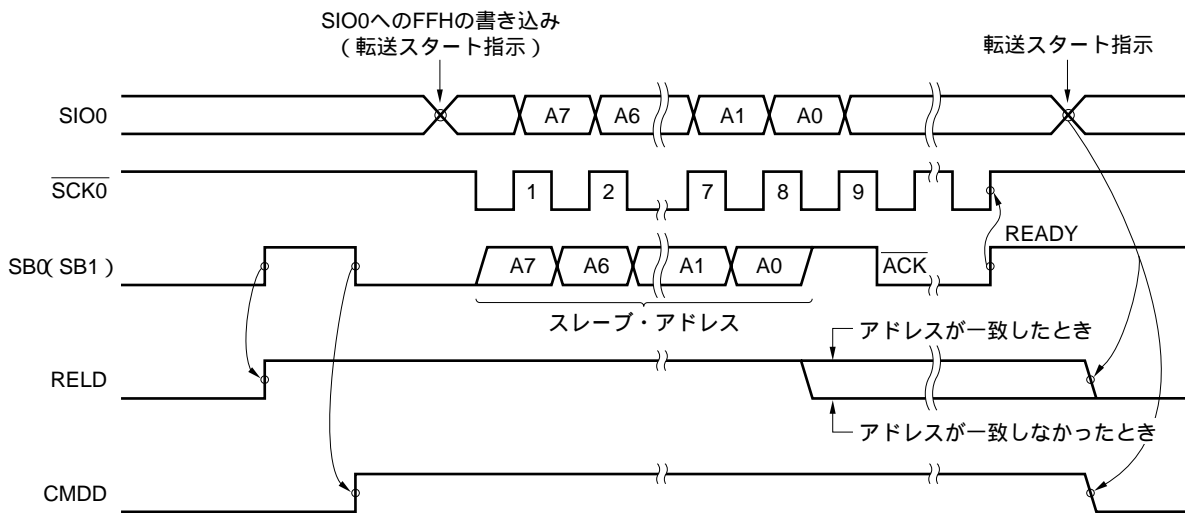 SIO0へのFFHの書き込み
（転送スタート指示）
転送スタート指示
SIO0
A7
A6
A1
A0
SCK0
1
2
7
8
9
READY
SB0（SB1）
A7
A6
A1
A0
ACK
スレーブ・アドレス
アドレスが一致したとき
RELD
アドレスが一致しなかったとき
CMDD